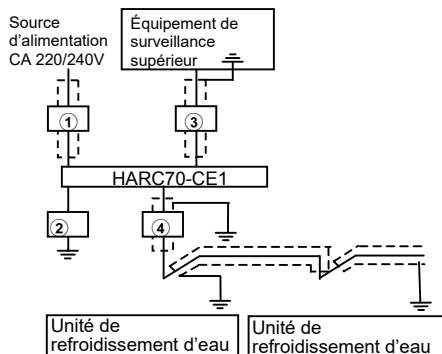 Source
d'alimentation
CA 220/240V
Équipement de
surveillance
supérieur
①
③
HARC70-CE1
②
④
Unité de
refroidissement d'eau
Unité de
refroidissement d'eau